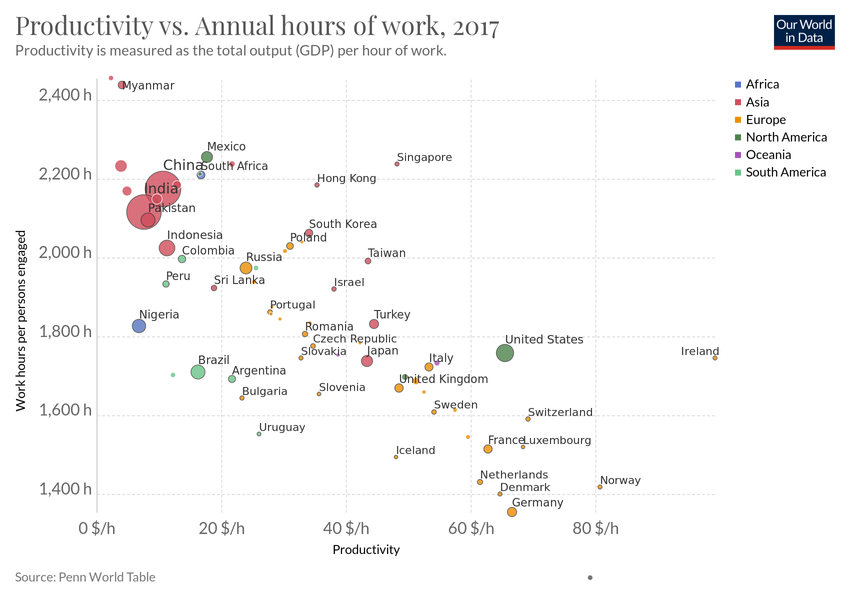 Productivity vs. Annual hours of work, 2017
Productivity is measured as the total output (GDP) per hour of work.
Our World
in Data
Africa
Asia
Europe
North America
Oceania
South America
Work hours per persons engaged
2,400 h
2,200 h
2,000 h
1,800 h
1,600 h
1,400 h
Myanmar
Mexico
Singapore
China
South Africa
Hong Kong
India
Pakistan
South Korea
Indonesia
Poland
Colombia
Taiwan
Russia
Peru
Sri Lanka
Israel
Portugal
Nigeria
Turkey
Romania
Czech Republic
United States
Slovakia
Japan
Ireland
Brazil
Italy
Argentina
United Kingdom
Bulgaria
Slovenia
Sweden
Switzerland
Uruguay
France
Luxembourg
Iceland
Netherlands
Norway
Denmark
Germany
0 $/h
20 $/h
40 $/h
60 $/h
80 $/h
Productivity
Source: Penn World Table